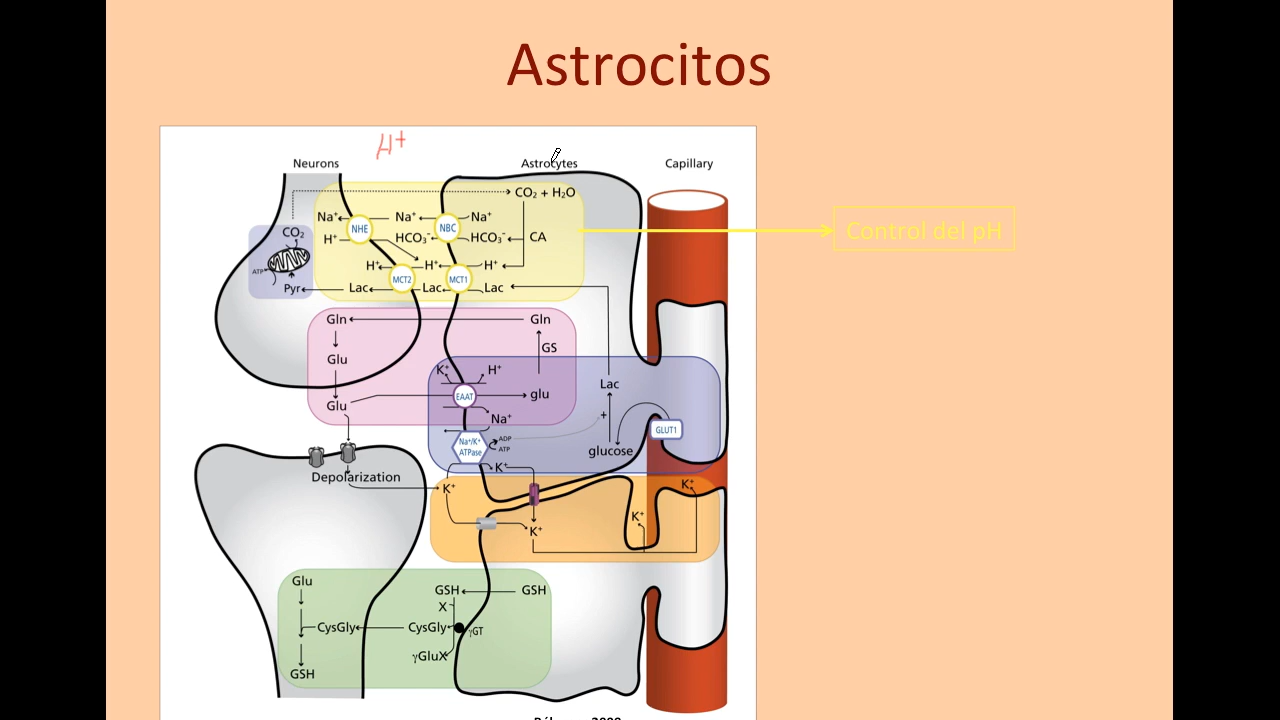 Astrocitos
H+
Neurons
Astrocytes
Capillary
CO₂ + H₂O
Na⁺
Na⁺
Na⁺
NHE
NBC
CO₂
H⁺
HCO₃⁻
HCO₃⁻
CA
Control del pH
H⁺
H⁺
H⁺
ATP
MCT2
MCT1
Pyr
Lac
Lac
Lac
Gln
Gln
GS
Glu
K⁺
H⁺
Lac
EAAT
glu
Glu
+
Na⁺
GLUT1
Na⁺/K⁺
ATPase
ADP
ATP
glucose
K⁺
Depolarization
K⁺
K⁺
K⁺
K⁺
Glu
GSH
GSH
X
CysGly
CysGly
γGT
γGluX
GSH